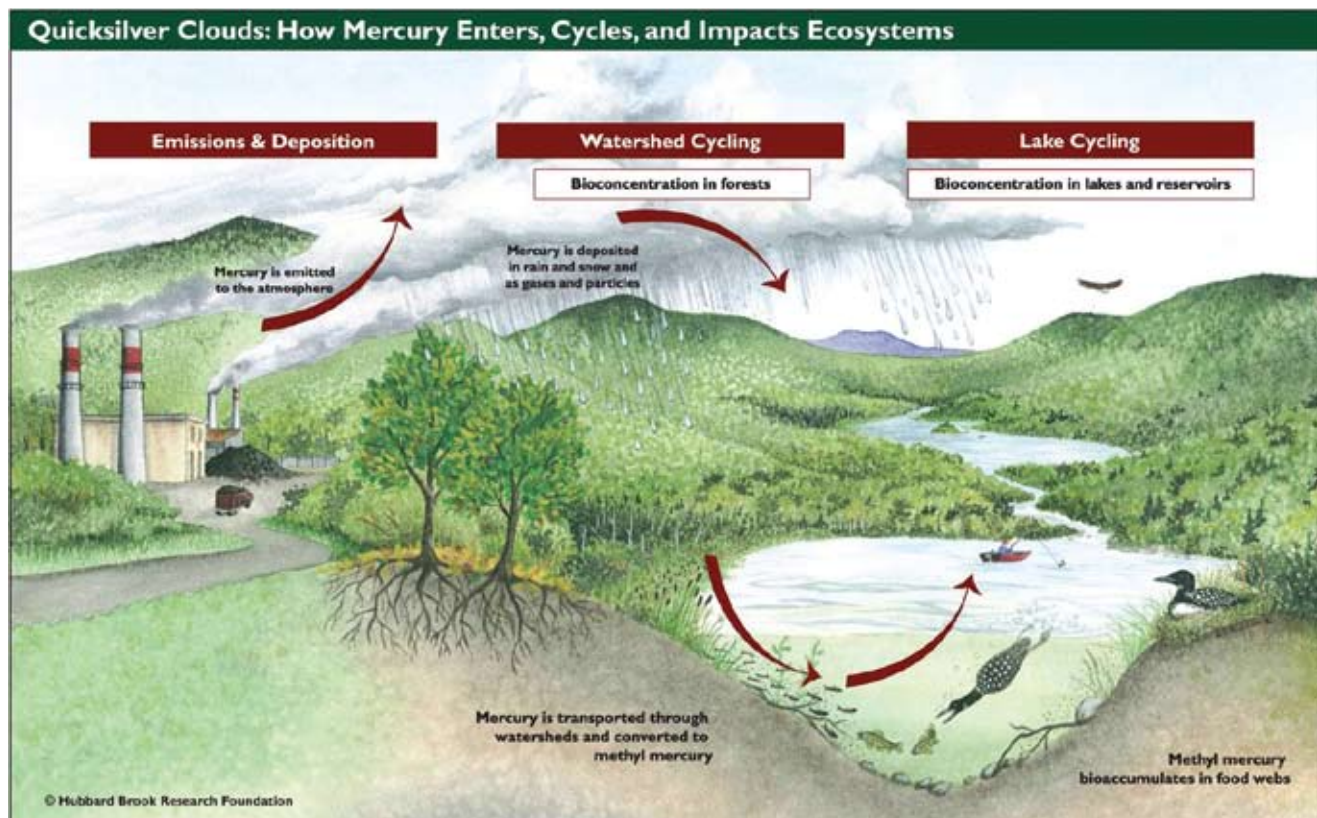 Quicksilver Clouds: How Mercury Enters, Cycles, and Impacts Ecosystems
Emissions & Deposition
Watershed Cycling
Lake Cycling
Bioconcentration in forests
Bioconcentration in lakes and reservoirs
Mercury is emitted
to the atmosphere
Mercury is deposited
in rain and snow and
as gases and particles
Mercury is transported through
watersheds and converted to
methyl mercury
Methyl mercury
bioaccumulates in food webs
© Hubbard Brook Research Foundation